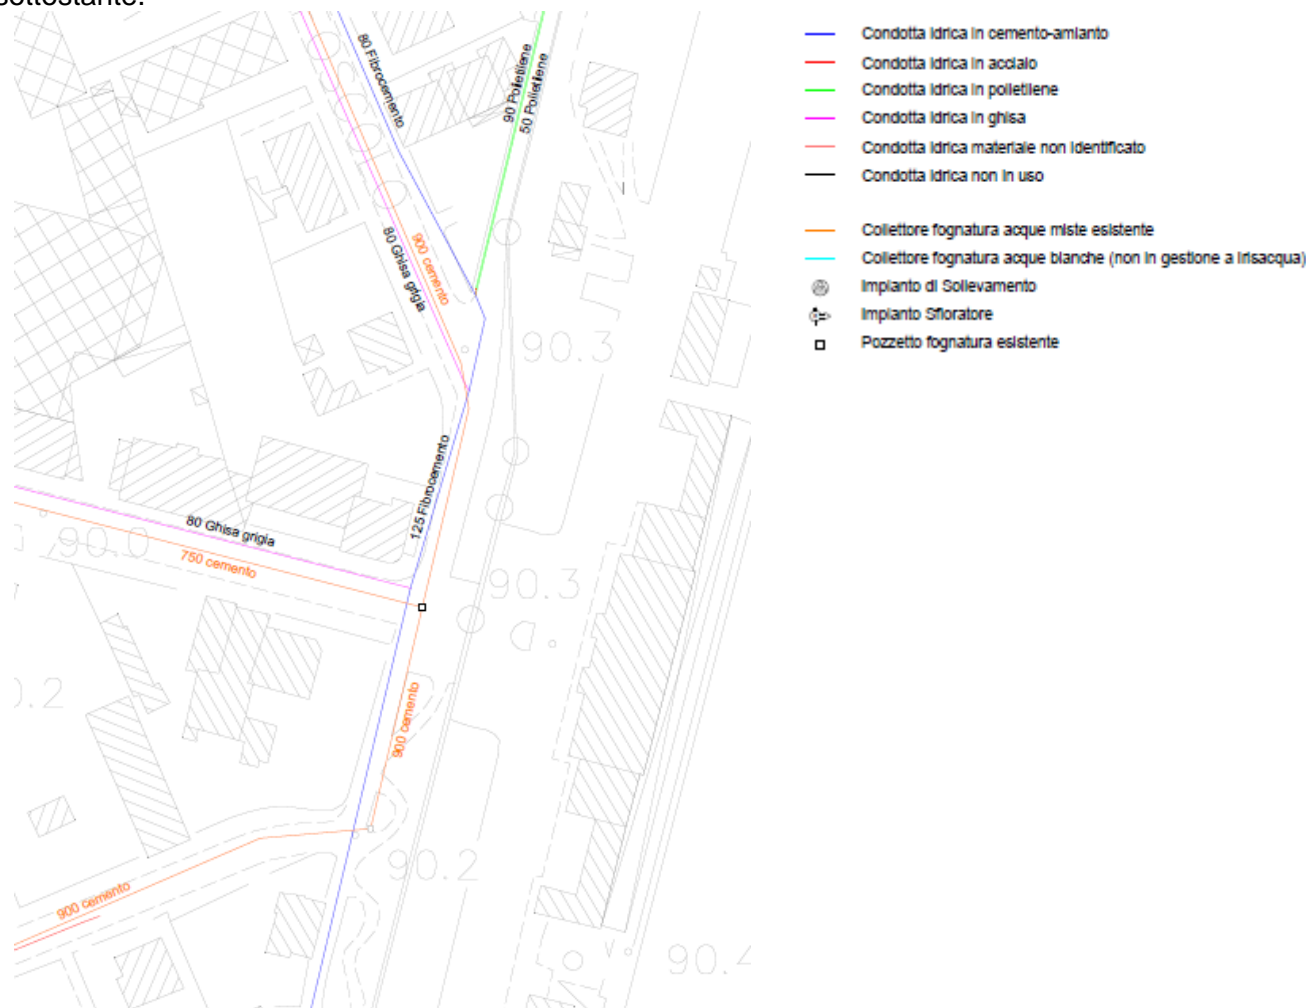 sottostante.
80 Fibrocemento
90 Polietilene
50 Polietilene
80 Ghisa grigia
900 cemento
90.3
125 Fibrocemento
80 Ghisa grigia
90.0
750 cemento
90.3
0.2
900 cemento
90.2
900 cemento
90.4
Condotta idrica in cemento-amianto
Condotta idrica in acciaio
Condotta idrica in polietilene
Condotta idrica in ghisa
Condotta idrica materiale non identificato
Condotta idrica non in uso
Collettore fognatura acque miste esistente
Collettore fognatura acque bianche (non in gestione a Irisacqua)
Impianto di Sollevamento
Impianto Sfioratore
Pozzetto fognatura esistente